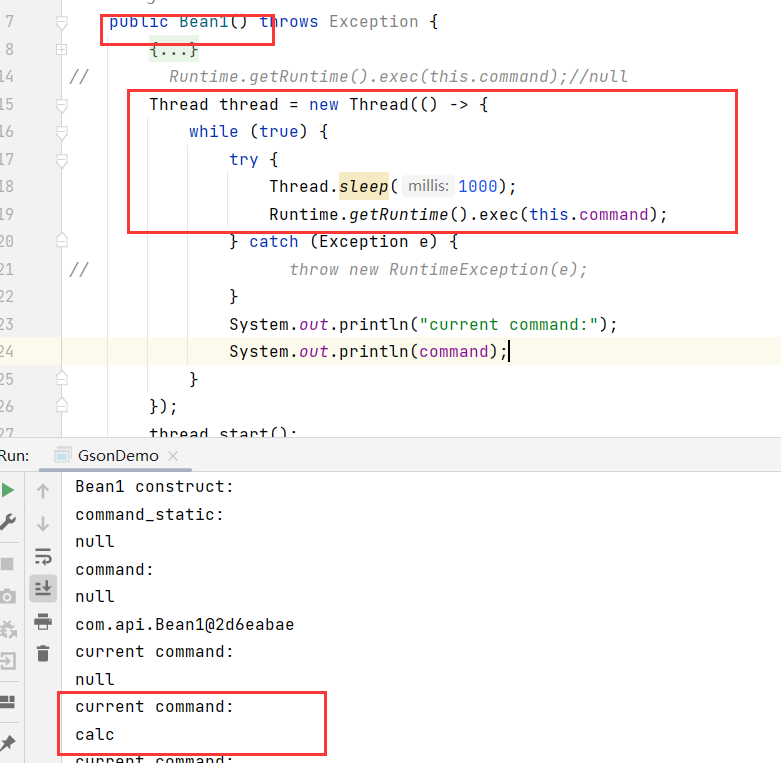 7 public Bean1() throws Exception {
8 {...}
14 // Runtime.getRuntime().exec(this.command);//null
15 Thread thread = new Thread(() -> {
16 while (true) {
17 try {
18 Thread.sleep( millis: 1000);
19 Runtime.getRuntime().exec(this.command);
20 } catch (Exception e) {
21 // throw new RuntimeException(e);
22 }
23 System.out.println("current command:");
24 System.out.println(command);
25 }
26 });
27 thread.start();
Run: GsonDemo ×
Bean1 construct:
command_static:
null
command:
null
com.api.Bean1@2d6eabae
current command:
null
current command:
calc
current command: